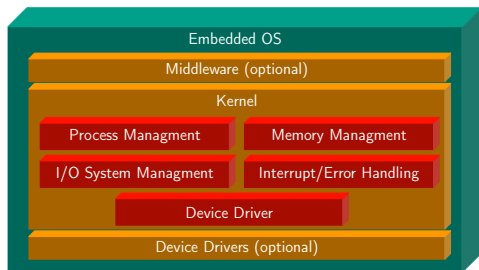 Embedded OS
Middleware (optional)
Kernel
Process Managment
Memory Managment
I/O System Managment
Interrupt/Error Handling
Device Driver
Device Drivers (optional)